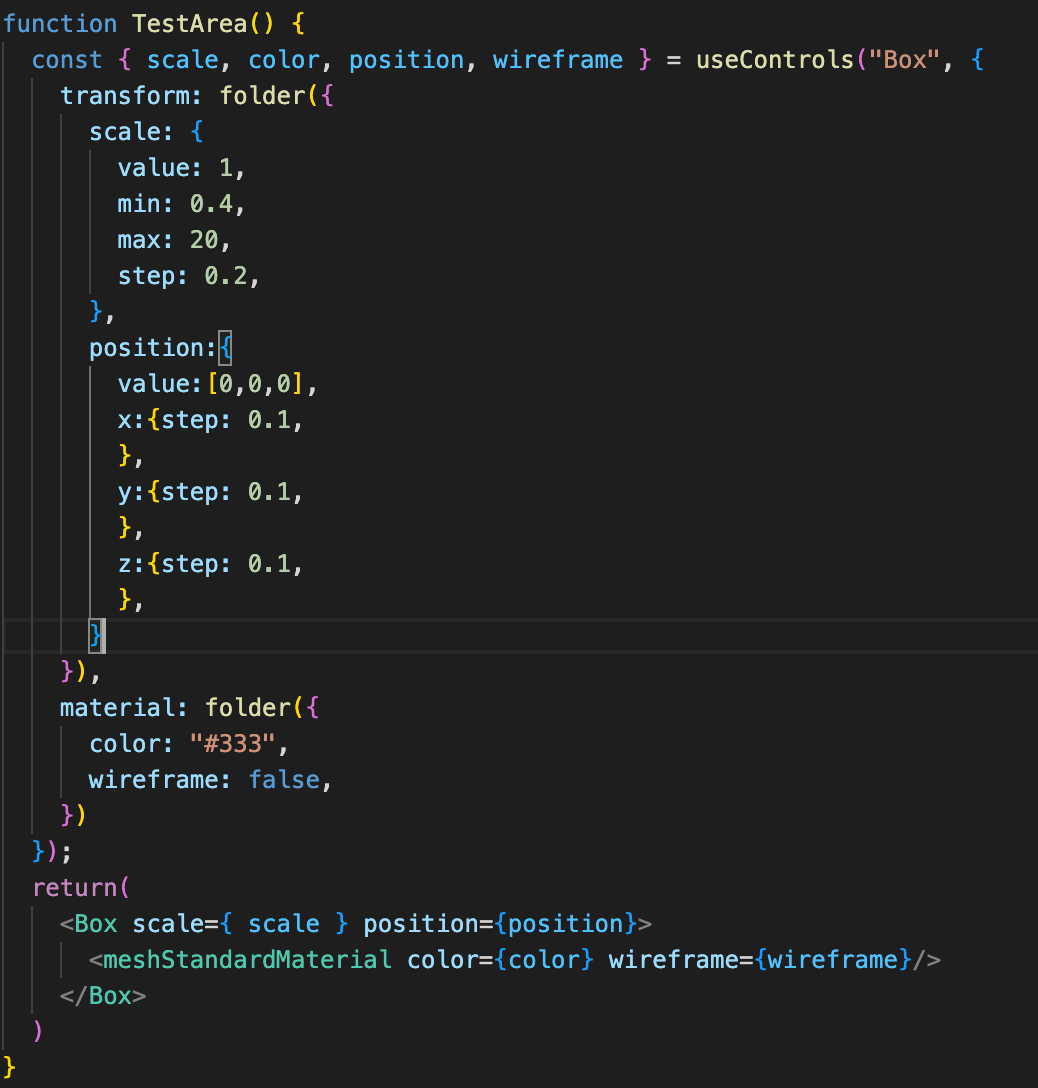 function TestArea() {
  const { scale, color, position, wireframe } = useControls("Box", {
    transform: folder({
      scale: {
        value: 1,
        min: 0.4,
        max: 20,
        step: 0.2,
      },
      position:{
        value:[0,0,0],
        x:{step: 0.1,
        },
        y:{step: 0.1,
        },
        z:{step: 0.1,
        },
      }
    }),
    material: folder({
      color: "#333",
      wireframe: false,
    })
  });
  return(
    <Box scale={ scale } position={position}>
      <meshStandardMaterial color={color} wireframe={wireframe}/>
    </Box>
  )
}